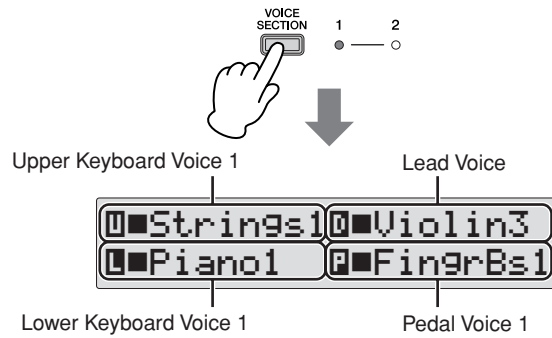 VOICE
SECTION 1 2
Upper Keyboard Voice 1 Lead Voice
U■Strings1 D■Violin3
L■Piano1 P■FingrBs1
Lower Keyboard Voice 1 Pedal Voice 1